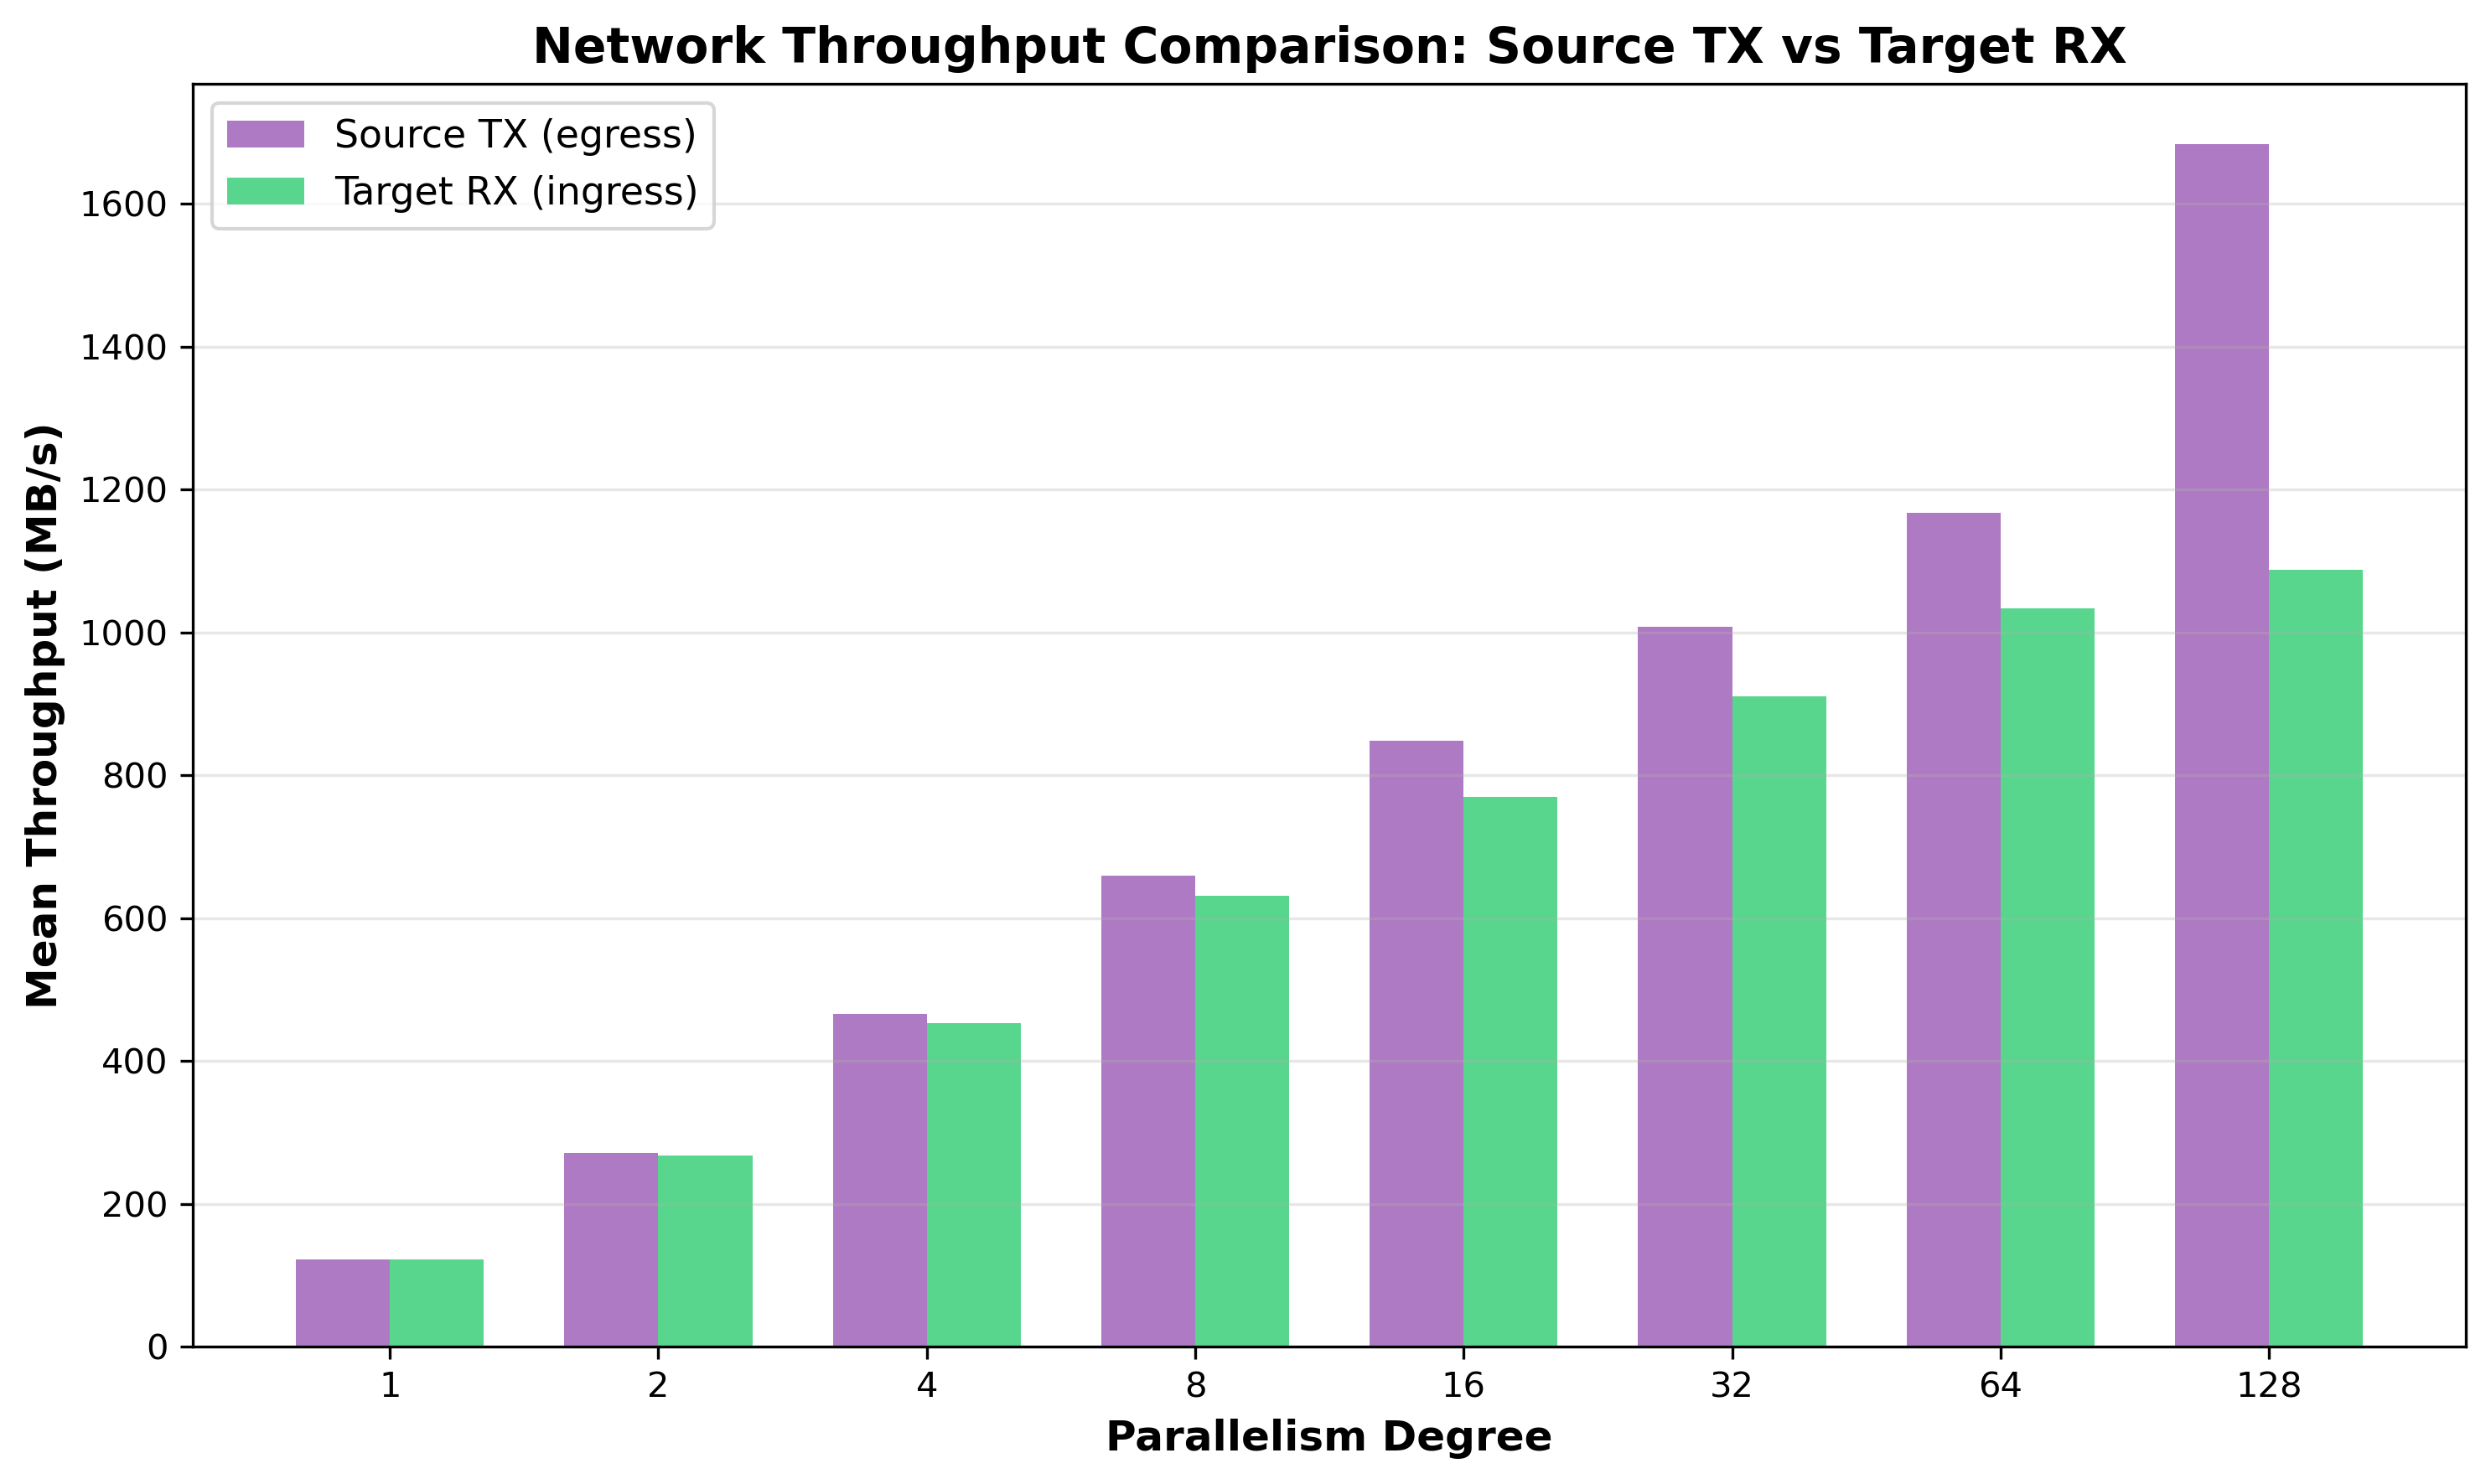 Network Throughput Comparison: Source TX vs Target RX
Source TX (egress)
Target RX (ingress)
Mean Throughput (MB/s)
1600
1400
1200
1000
800
600
400
200
0
1 2 4 8 16 32 64 128
Parallelism Degree